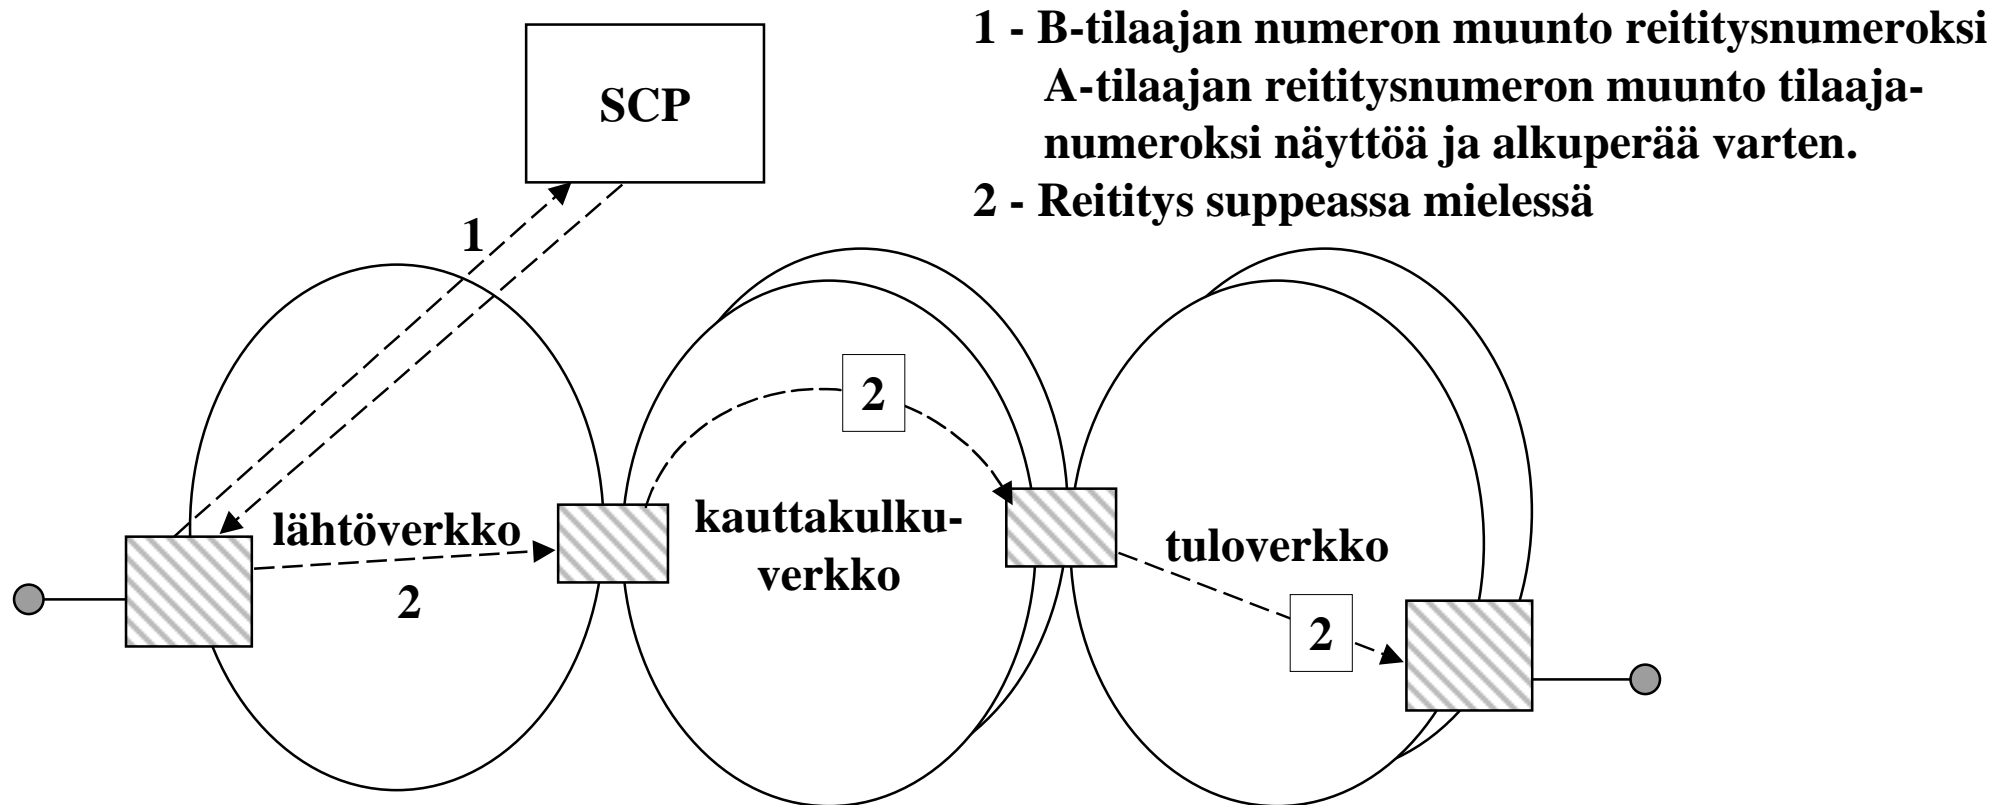 1 - B-tilaajan numeron muunto reititysnumeroksi
A-tilaajan reititysnumeron muunto tilaaja-
numeroksi näyttöä ja alkuperää varten.
2 - Reititys suppeassa mielessä
SCP
1
2
kauttakulku-
verkko
lähtöverkko
2
tuloverkko
2